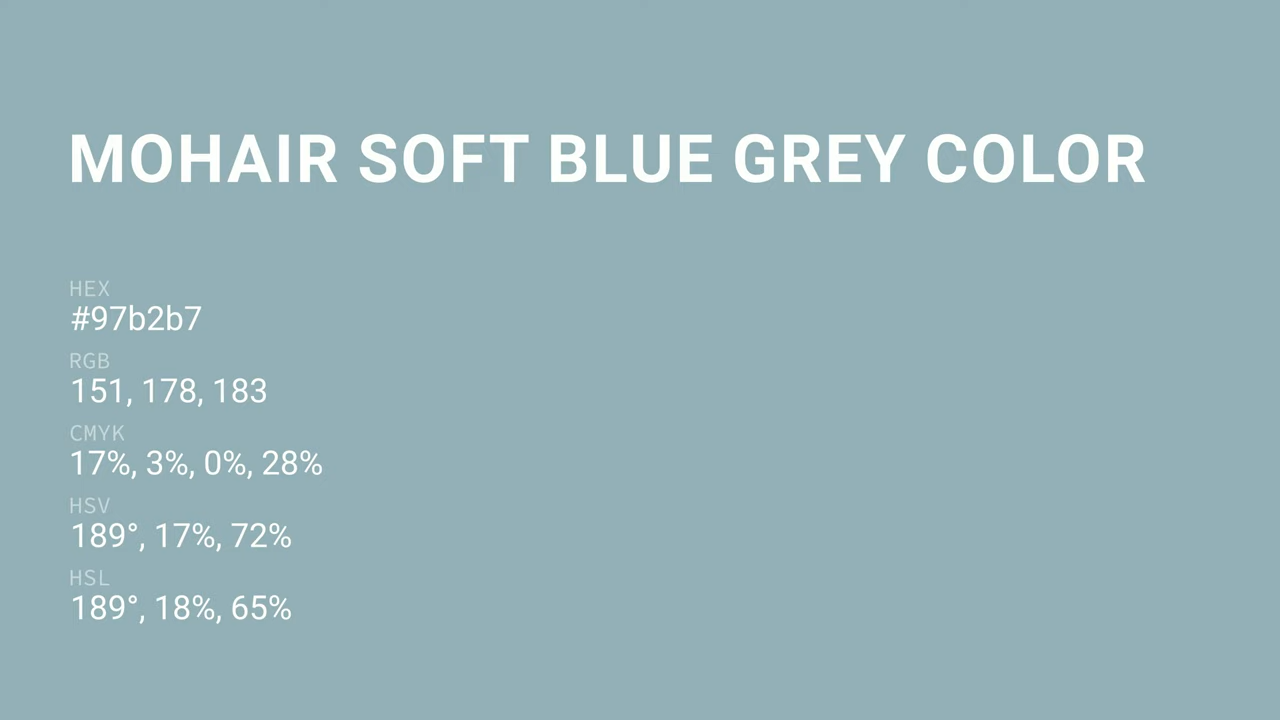 MOHAIR SOFT BLUE GREY COLOR
HEX
#97b2b7
RGB
151, 178, 183
CMYK
17%, 3%, 0%, 28%
HSV
189°, 17%, 72%
HSL
189°, 18%, 65%